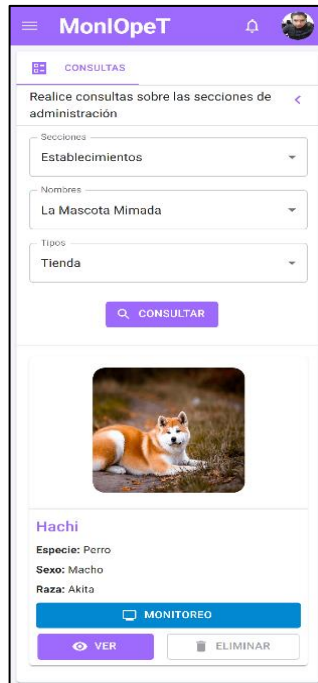 MonIOpeT
CONSULTAS
Realice consultas sobre las secciones de
administración
Secciones
Establecimientos
Nombres
La Mascota Mimada
Tipos
Tienda
CONSULTAR
Hachi
Especie: Perro
Sexo: Macho
Raza: Akita
MONITOREO
VER
ELIMINAR